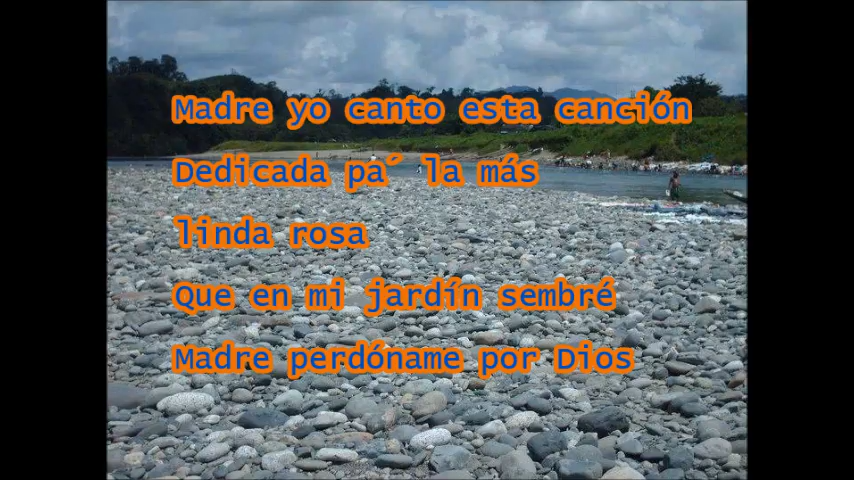 Madre yo canto esta canción
Dedicada pa´ la más
linda rosa
Que en mi jardín sembré
Madre perdóname por Dios